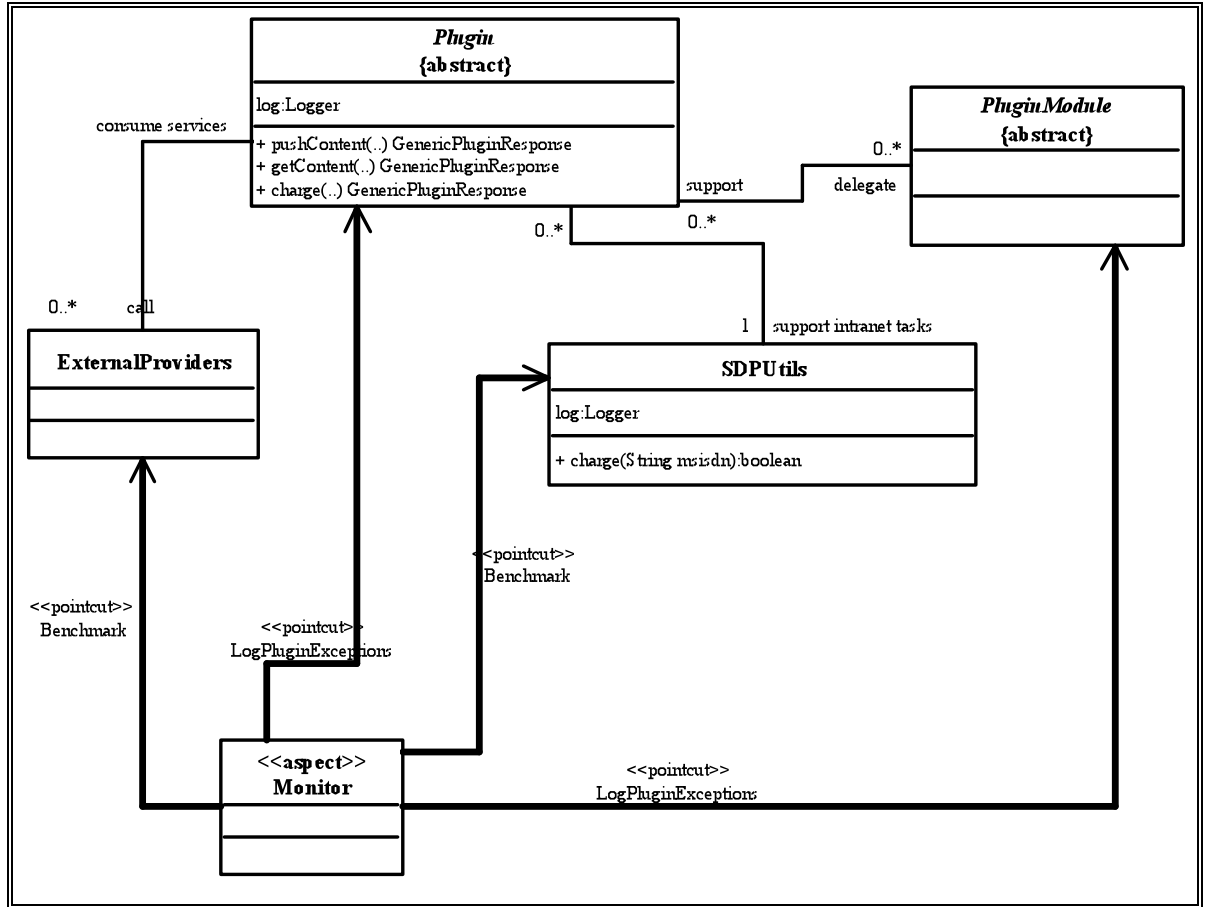 Plugin
{abstract}
log:Logger
+ pushContent(..) GenericPluginResponse
+ getContent(..) GenericPluginResponse
+ charge(..) GenericPluginResponse
PluginModule
{abstract}
consume services
0..*
support
delegate
0..*
0..*
0..*
call
1
support intranet tasks
ExternalProviders
SDPUtils
log:Logger
+ charge(String msisdn):boolean
<<pointcut>>
Benchmark
<<pointcut>>
Benchmark
<<pointcut>>
LogPluginExceptions
<<aspect>>
Monitor
<<pointcut>>
LogPluginExceptions